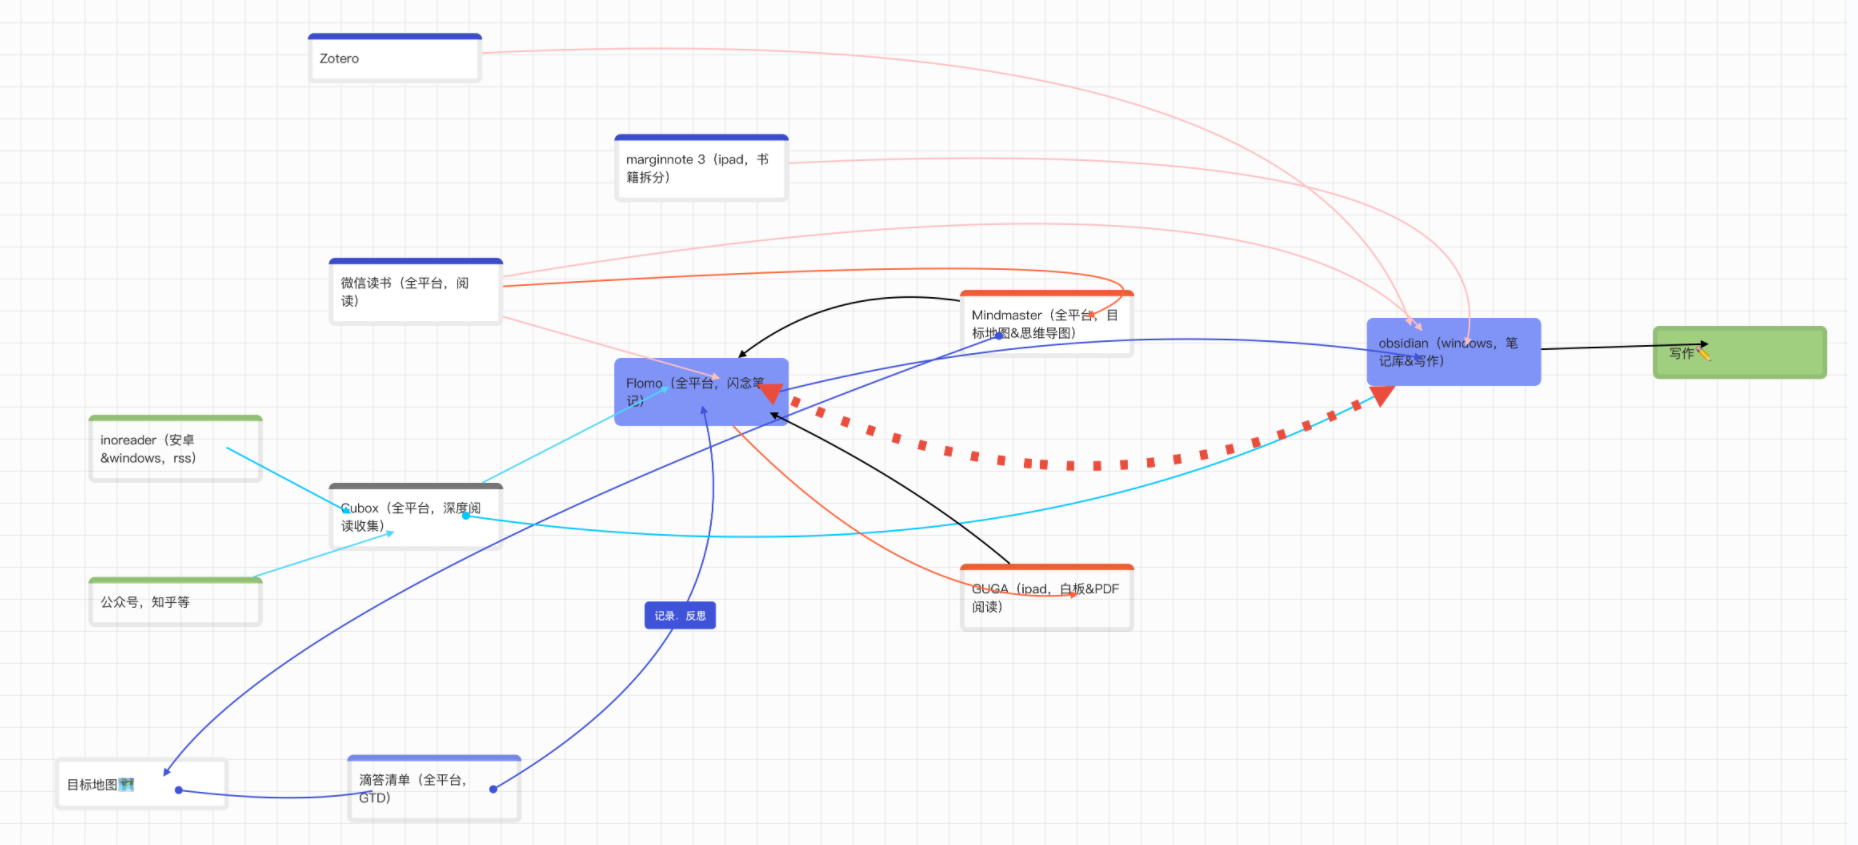 Zotero
marginnote 3（ipad，书
籍拆分）
微信读书（全平台，阅
读）
Mindmaster（全平台，目
标地图&思维导图）
obsidian（windows，笔
记库&写作）
写作✏️
Flomo（全平台，闪念笔
记）
inoreader（安卓
&windows，rss）
Cubox（全平台，深度阅
读收集）
公众号，知乎等
GUGA（ipad，白板&PDF
阅读）
记录，反思
目标地图🗺️
滴答清单（全平台，
GTD）